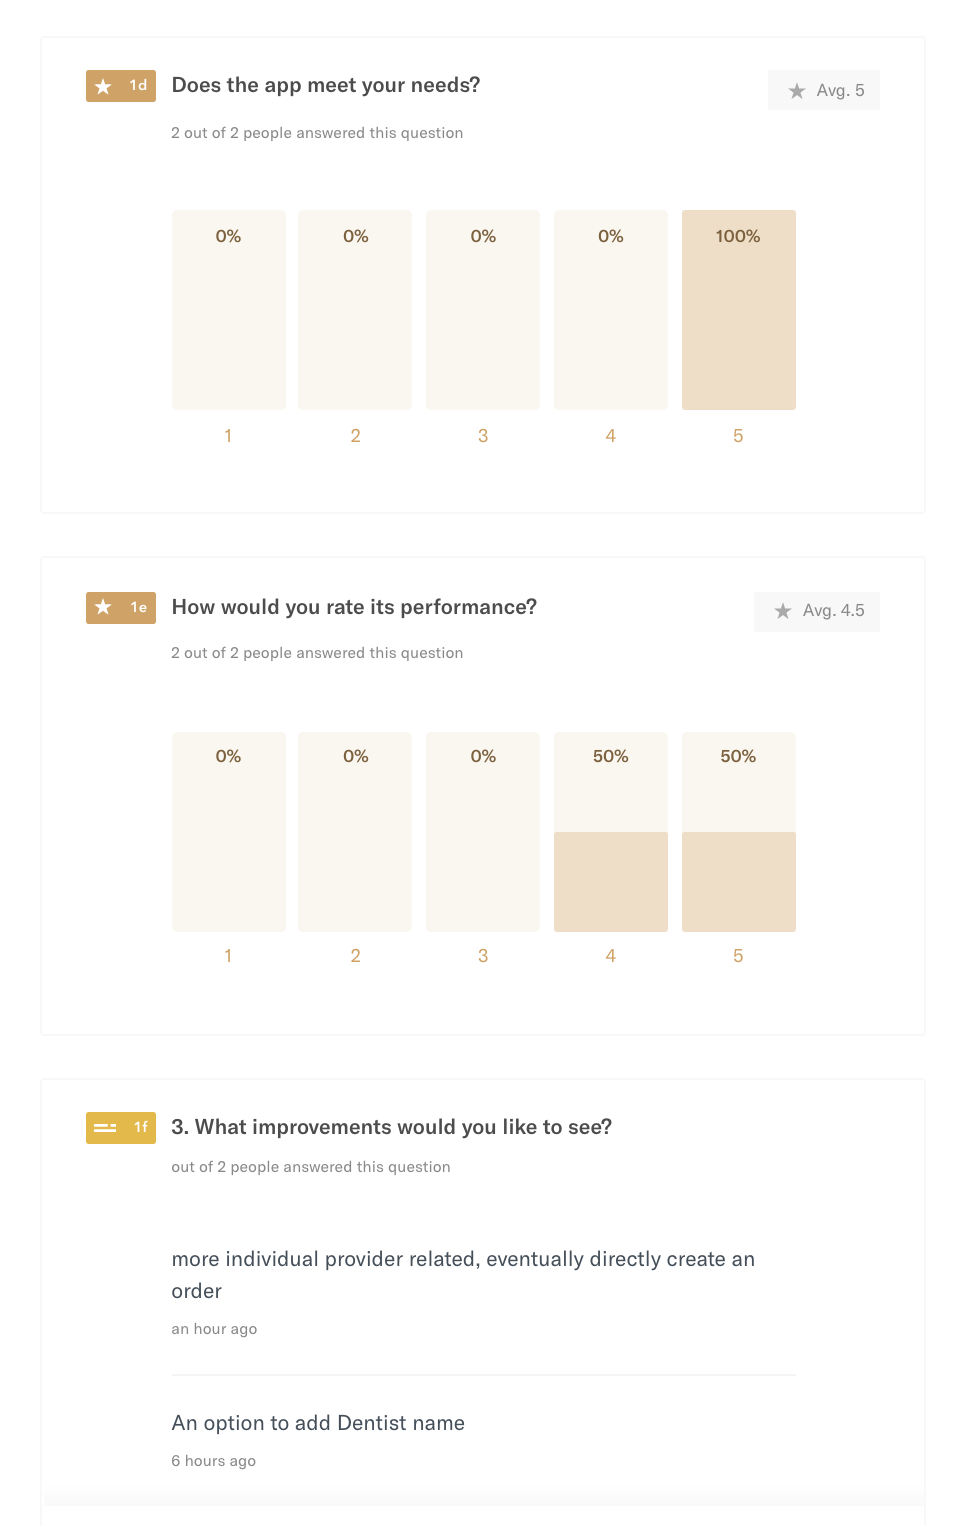 1d Does the app meet your needs? Avg. 5
2 out of 2 people answered this question
0% 0% 0% 0% 100%
1 2 3 4 5
1e How would you rate its performance? Avg. 4.5
2 out of 2 people answered this question
0% 0% 0% 50% 50%
1 2 3 4 5
1f 3. What improvements would you like to see?
out of 2 people answered this question
more individual provider related, eventually directly create an
order
an hour ago
An option to add Dentist name
6 hours ago